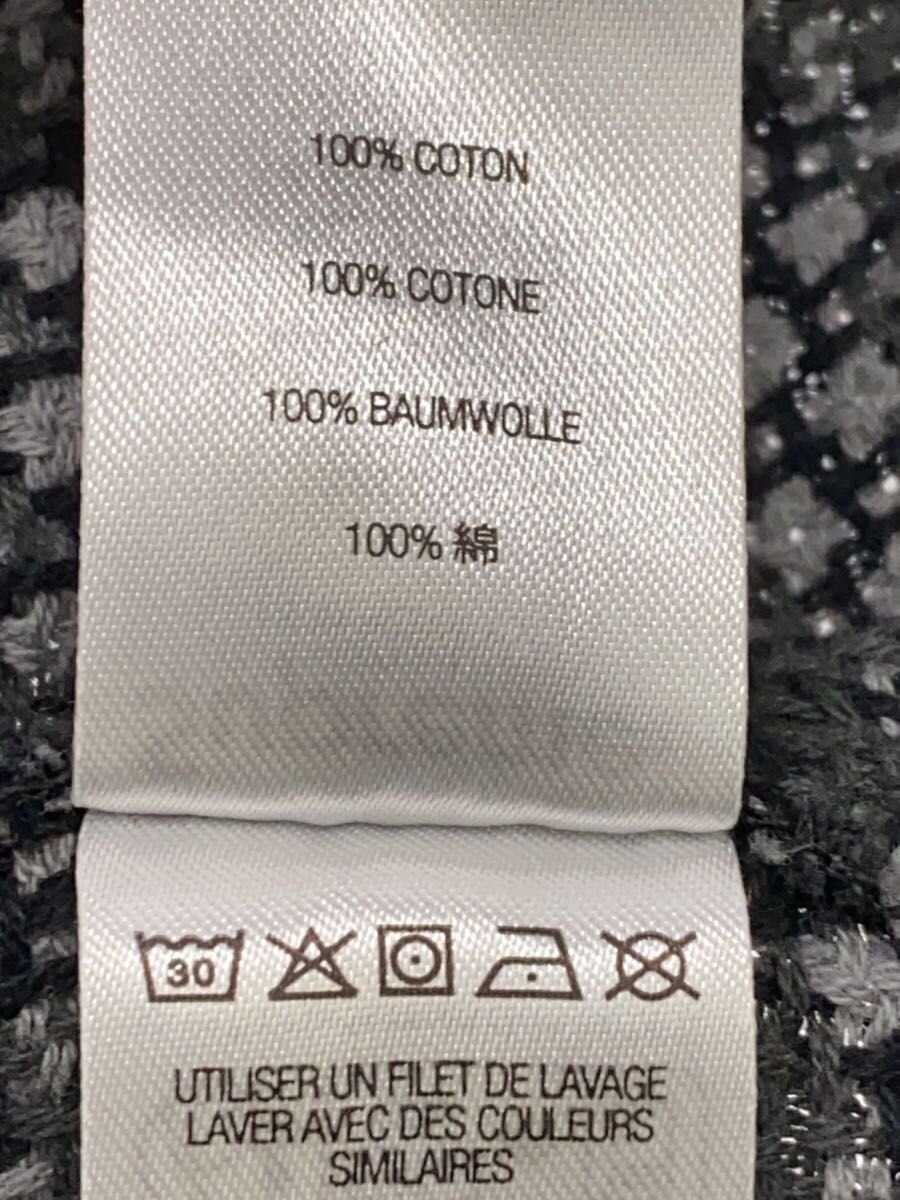 100% COTON
100% COTONE
100% BAUMWOLLE
100% 綿
30
UTILISER UN FILET DE LAVAGE
LAVER AVEC DES COULEURS
SIMILAIRES